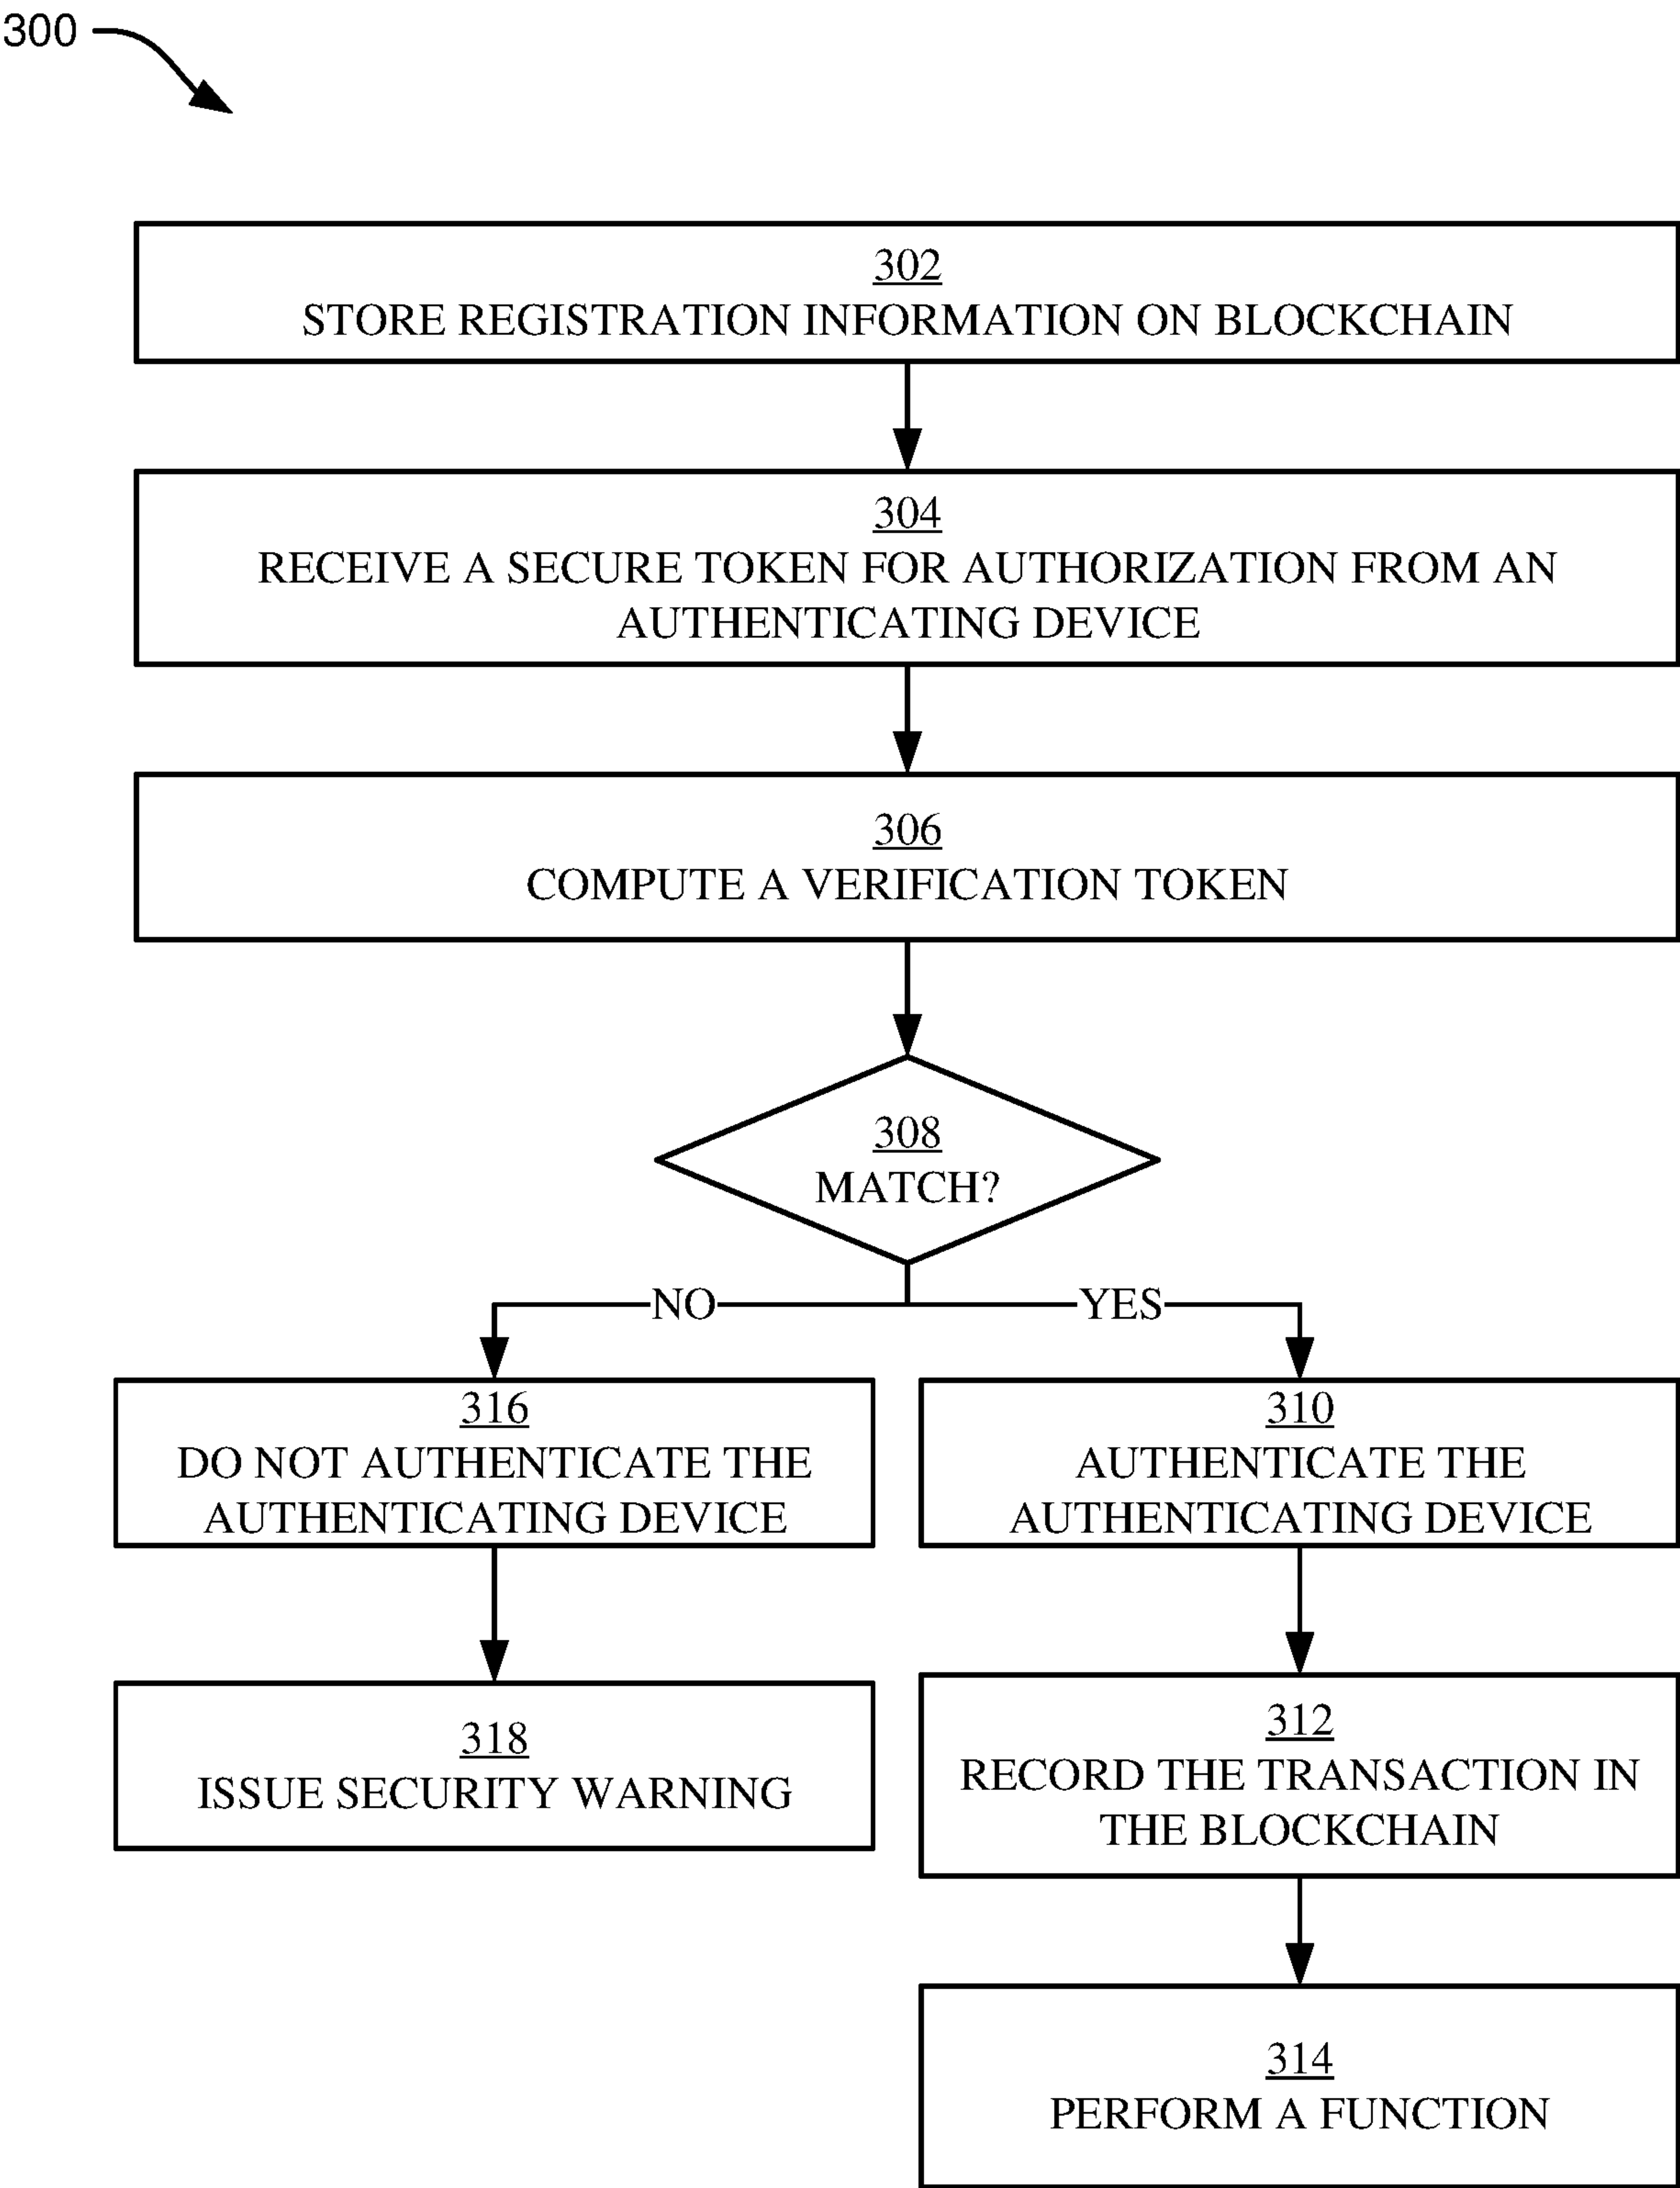 300
302
STORE REGISTRATION INFORMATION ON BLOCKCHAIN
304
RECEIVE A SECURE TOKEN FOR AUTHORIZATION FROM AN
AUTHENTICATING DEVICE
306
COMPUTE A VERIFICATION TOKEN
308
MATCH?
NO
YES
316
DO NOT AUTHENTICATE THE
AUTHENTICATING DEVICE
310
AUTHENTICATE THE
AUTHENTICATING DEVICE
318
ISSUE SECURITY WARNING
312
RECORD THE TRANSACTION IN
THE BLOCKCHAIN
314
PERFORM A FUNCTION